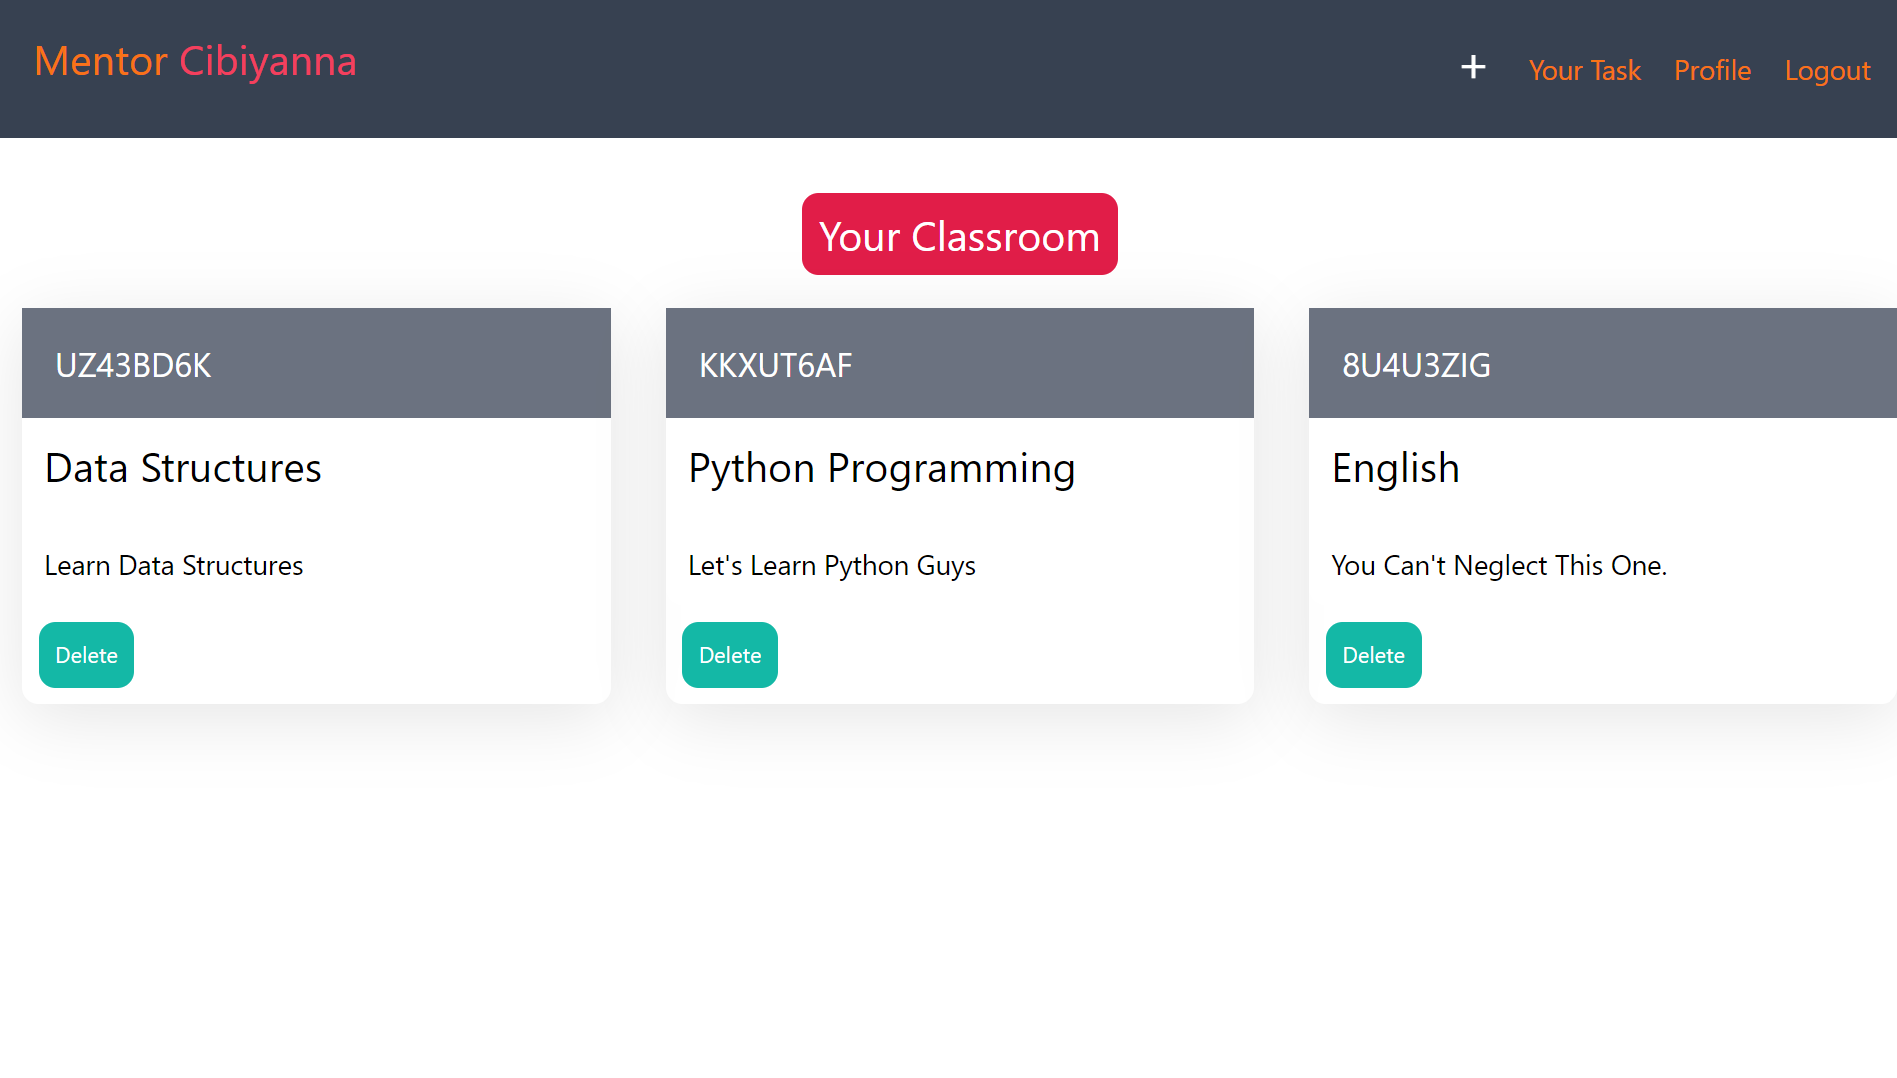 Mentor Cibiyanna
+ Your Task Profile Logout
Your Classroom
UZ43BD6K
Data Structures
Learn Data Structures
Delete
KKXUT6AF
Python Programming
Let's Learn Python Guys
Delete
8U4U3ZIG
English
You Can't Neglect This One.
Delete